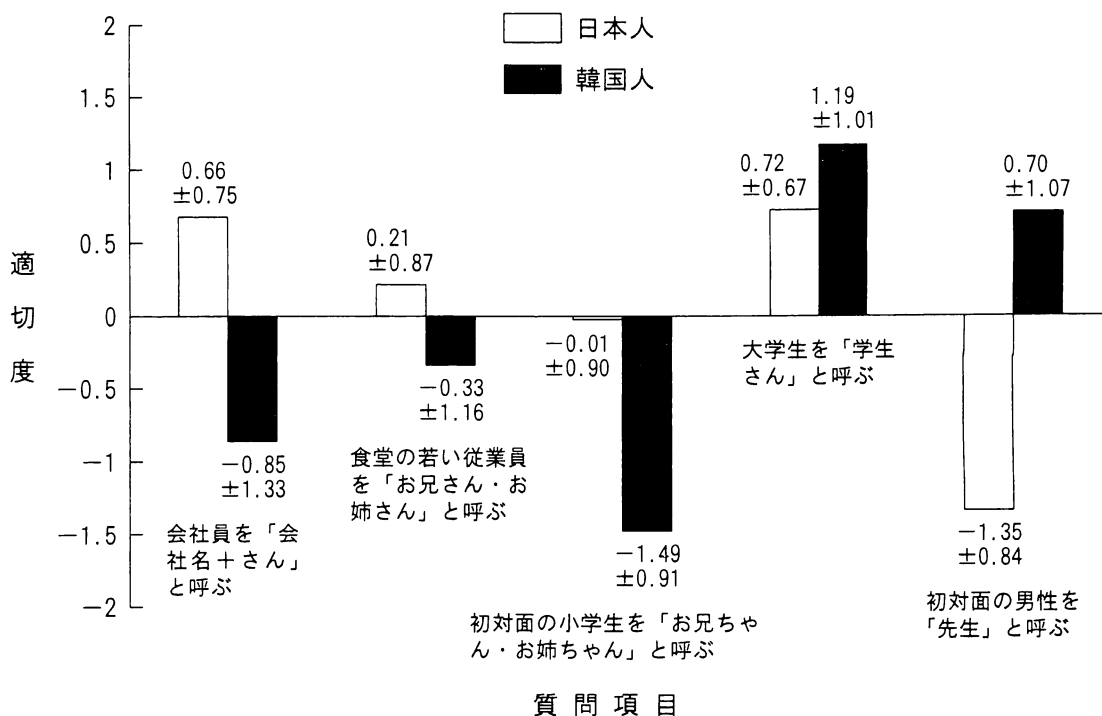 日本人
韓国人
適切度
2
1.5
1
0.5
0
−0.5
−1
−1.5
−2
0.66
±0.75
−0.85
±1.33
会社員を「会
社名＋さん」
と呼ぶ
0.21
±0.87
−0.33
±1.16
食堂の若い従業員
を「お兄さん・お
姉さん」と呼ぶ
−0.01
±0.90
−1.49
±0.91
初対面の小学生を「お兄ちゃ
ん・お姉ちゃん」と呼ぶ
0.72
±0.67
1.19
±1.01
大学生を「学生
さん」と呼ぶ
0.70
±1.07
−1.35
±0.84
初対面の男性を
「先生」と呼ぶ
質問項目